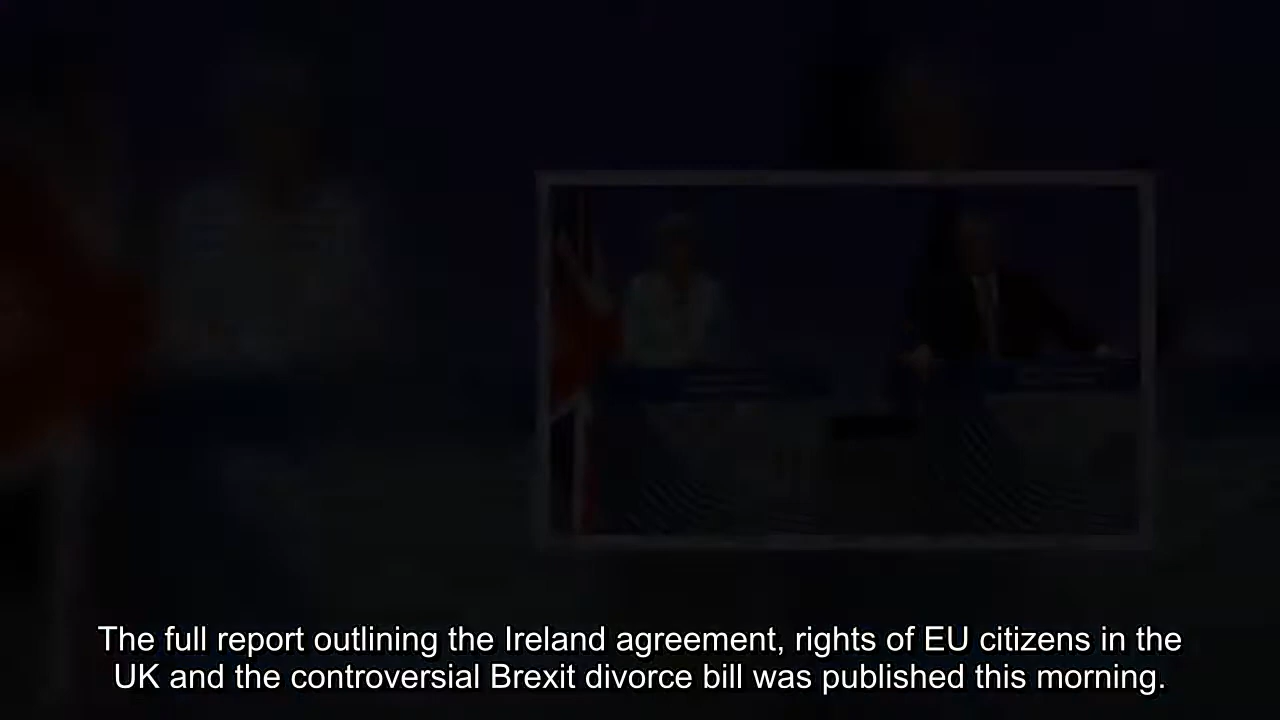 The full report outlining the Ireland agreement, rights of EU citizens in the
UK and the controversial Brexit divorce bill was published this morning.